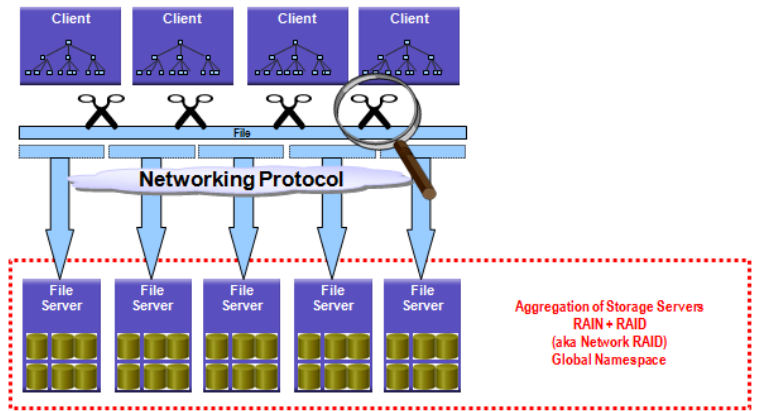 Client
Client
Client
Client
File
Networking Protocol
File
Server
File
Server
File
Server
File
Server
File
Server
Aggregation of Storage Servers
RAIN + RAID
(aka Network RAID)
Global Namespace